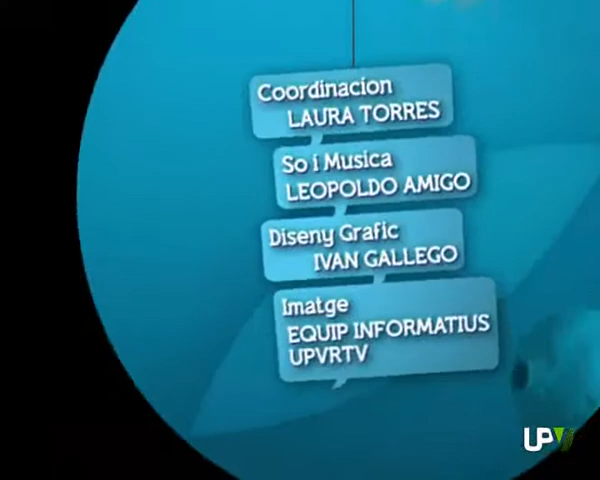 Coordinacion
LAURA TORRES
So i Musica
LEOPOLDO AMIGO
Diseny Grafic
IVAN GALLEGO
Imatge
EQUIP INFORMATIUS
UPVRTV
UPV